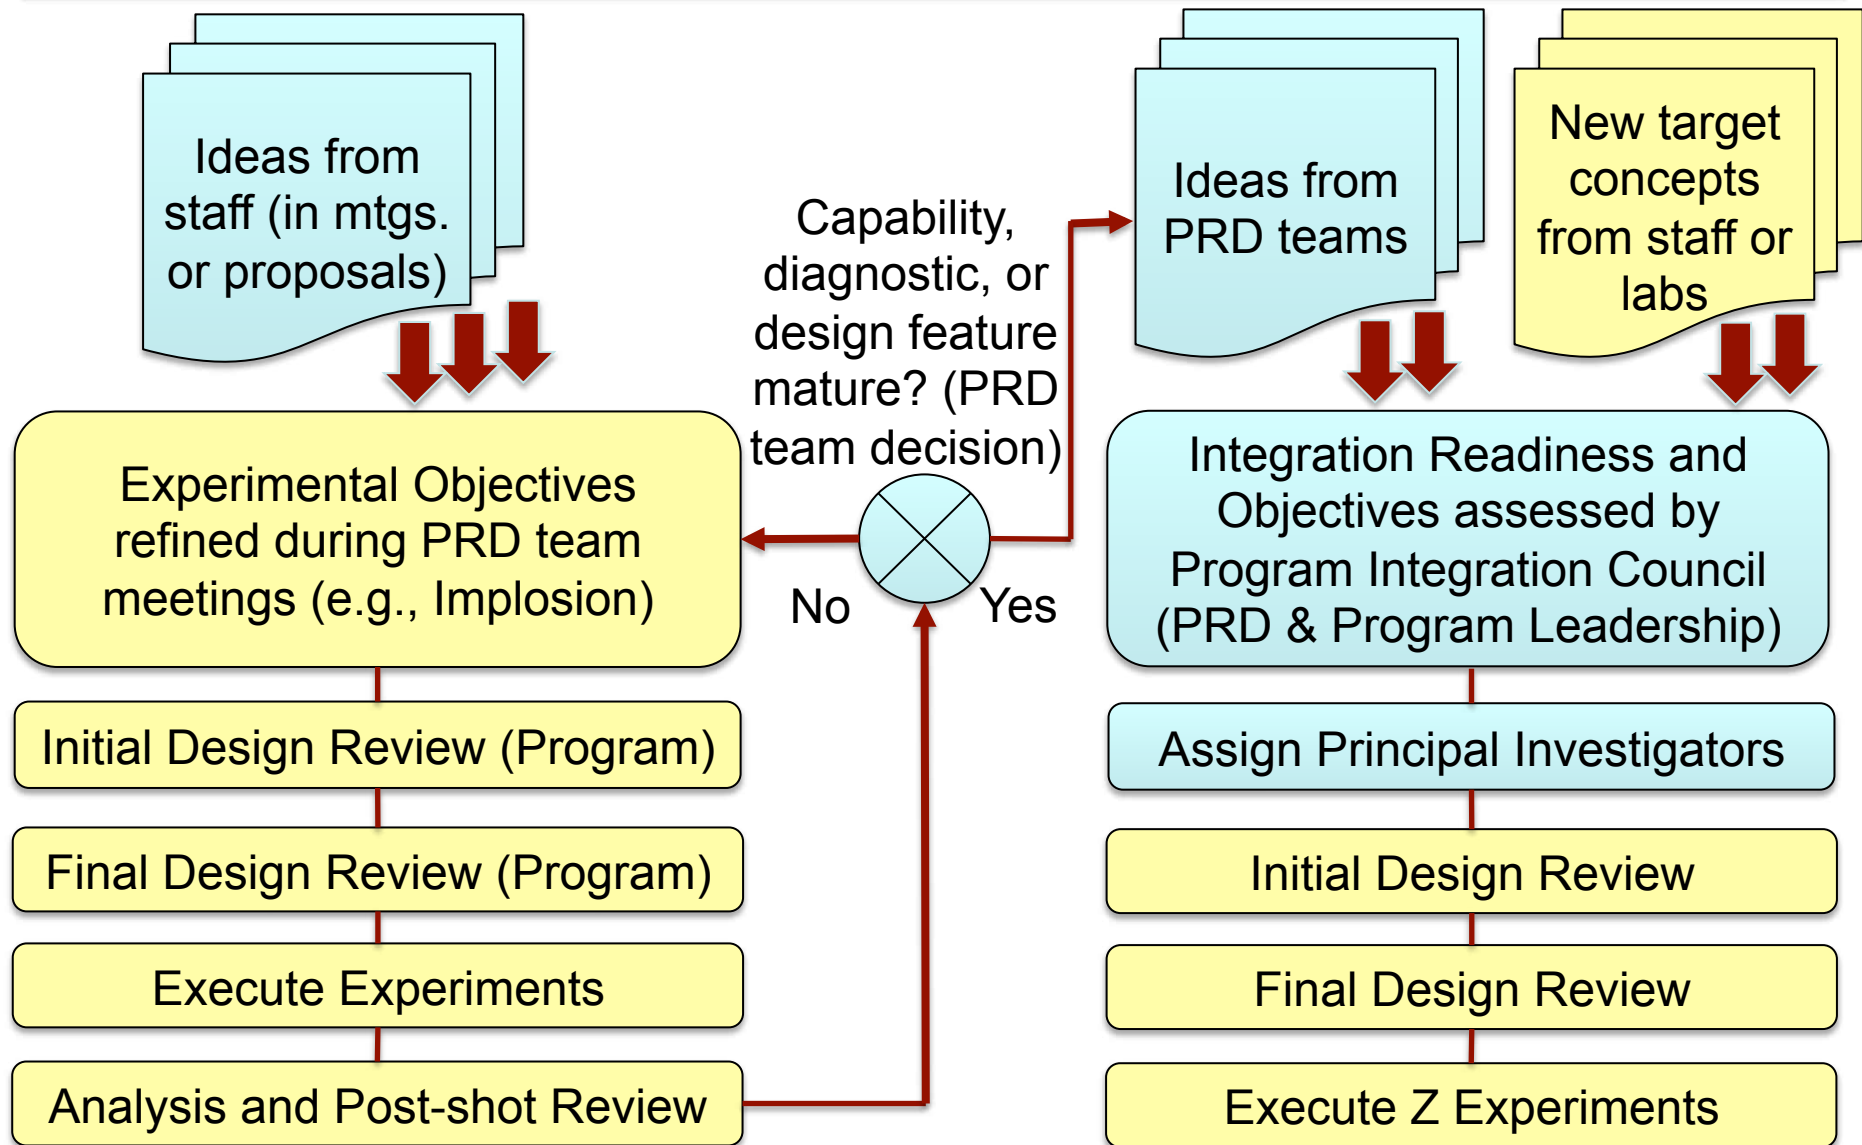 Ideas from
staff (in mtgs.
or proposals)
Experimental Objectives
refined during PRD team
meetings (e.g., Implosion)
Initial Design Review (Program)
Final Design Review (Program)
Execute Experiments
Analysis and Post-shot Review
Capability,
diagnostic, or
design feature
mature? (PRD
team decision)
No
Yes
Ideas from
PRD teams
New target
concepts
from staff or
labs
Integration Readiness and
Objectives assessed by
Program Integration Council
(PRD & Program Leadership)
Assign Principal Investigators
Initial Design Review
Final Design Review
Execute Z Experiments